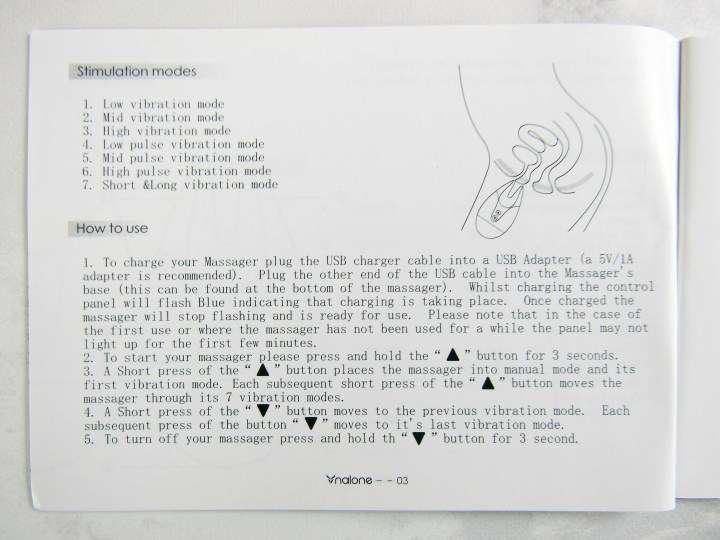 Stimulation modes
1. Low vibration mode
2. Mid vibration mode
3. High vibration mode
4. Low pulse vibration mode
5. Mid pulse vibration mode
6. High pulse vibration mode
7. Short &Long vibration mode
How to use
1. To charge your Massager plug the USB charger cable into a USB Adapter (a 5V/1A
adapter is recommended). Plug the other end of the USB cable into the Massager's
base (this can be found at the bottom of the massager). Whilst charging the control
panel will flash Blue indicating that charging is taking place. Once charged the
massager will stop flashing and is ready for use. Please note that in the case of
the first use or where the massager has not been used for a while the panel may not
light up for the first few minutes.
2. To start your massager please press and hold the “ ▲ ” button for 3 seconds.
3. A Short press of the “ ▲ ” button places the massager into manual mode and its
first vibration mode. Each subsequent short press of the “ ▲ ” button moves the
massager through its 7 vibration modes.
4. A Short press of the “ ▼ ” button moves to the previous vibration mode. Each
subsequent press of the button “ ▼ ” moves to it's last vibration mode.
5. To turn off your massager press and hold th “ ▼ ” button for 3 second.
nalone - - 03